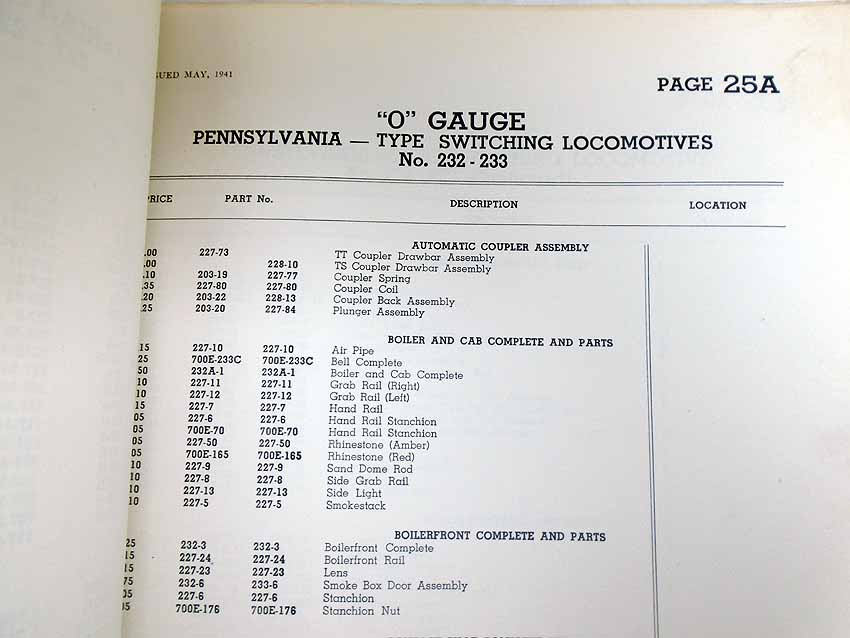 SUED MAY, 1941
PAGE 25A
"O" GAUGE
PENNSYLVANIA — TYPE SWITCHING LOCOMOTIVES
No. 232 - 233
PRICE PART No. DESCRIPTION LOCATION
AUTOMATIC COUPLER ASSEMBLY
.00 227-73 TT Coupler Drawbar Assembly
.00 228-10 TS Coupler Drawbar Assembly
.10 203-19 227-77 Coupler Spring
.35 227-80 227-80 Coupler Coil
.20 203-22 228-13 Coupler Back Assembly
.25 203-20 227-84 Plunger Assembly
BOILER AND CAB COMPLETE AND PARTS
15 227-10 227-10 Air Pipe
25 700E-233C 700E-233C Bell Complete
50 232A-1 232A-1 Boiler and Cab Complete
10 227-11 227-11 Grab Rail (Right)
10 227-12 227-12 Grab Rail (Left)
15 227-7 227-7 Hand Rail
05 227-6 227-6 Hand Rail Stanchion
05 700E-70 700E-70 Hand Rail Stanchion
05 227-50 227-50 Rhinestone (Amber)
05 700E-165 700E-165 Rhinestone (Red)
10 227-9 227-9 Sand Dome Rod
10 227-8 227-8 Side Grab Rail
10 227-13 227-13 Side Light
10 227-5 227-5 Smokestack
BOILERFRONT COMPLETE AND PARTS
25 232-3 232-3 Boilerfront Complete
15 227-24 227-24 Boilerfront Rail
15 227-23 227-23 Lens
75 232-6 233-6 Smoke Box Door Assembly
05 227-6 227-6 Stanchion
05 700E-176 700E-176 Stanchion Nut